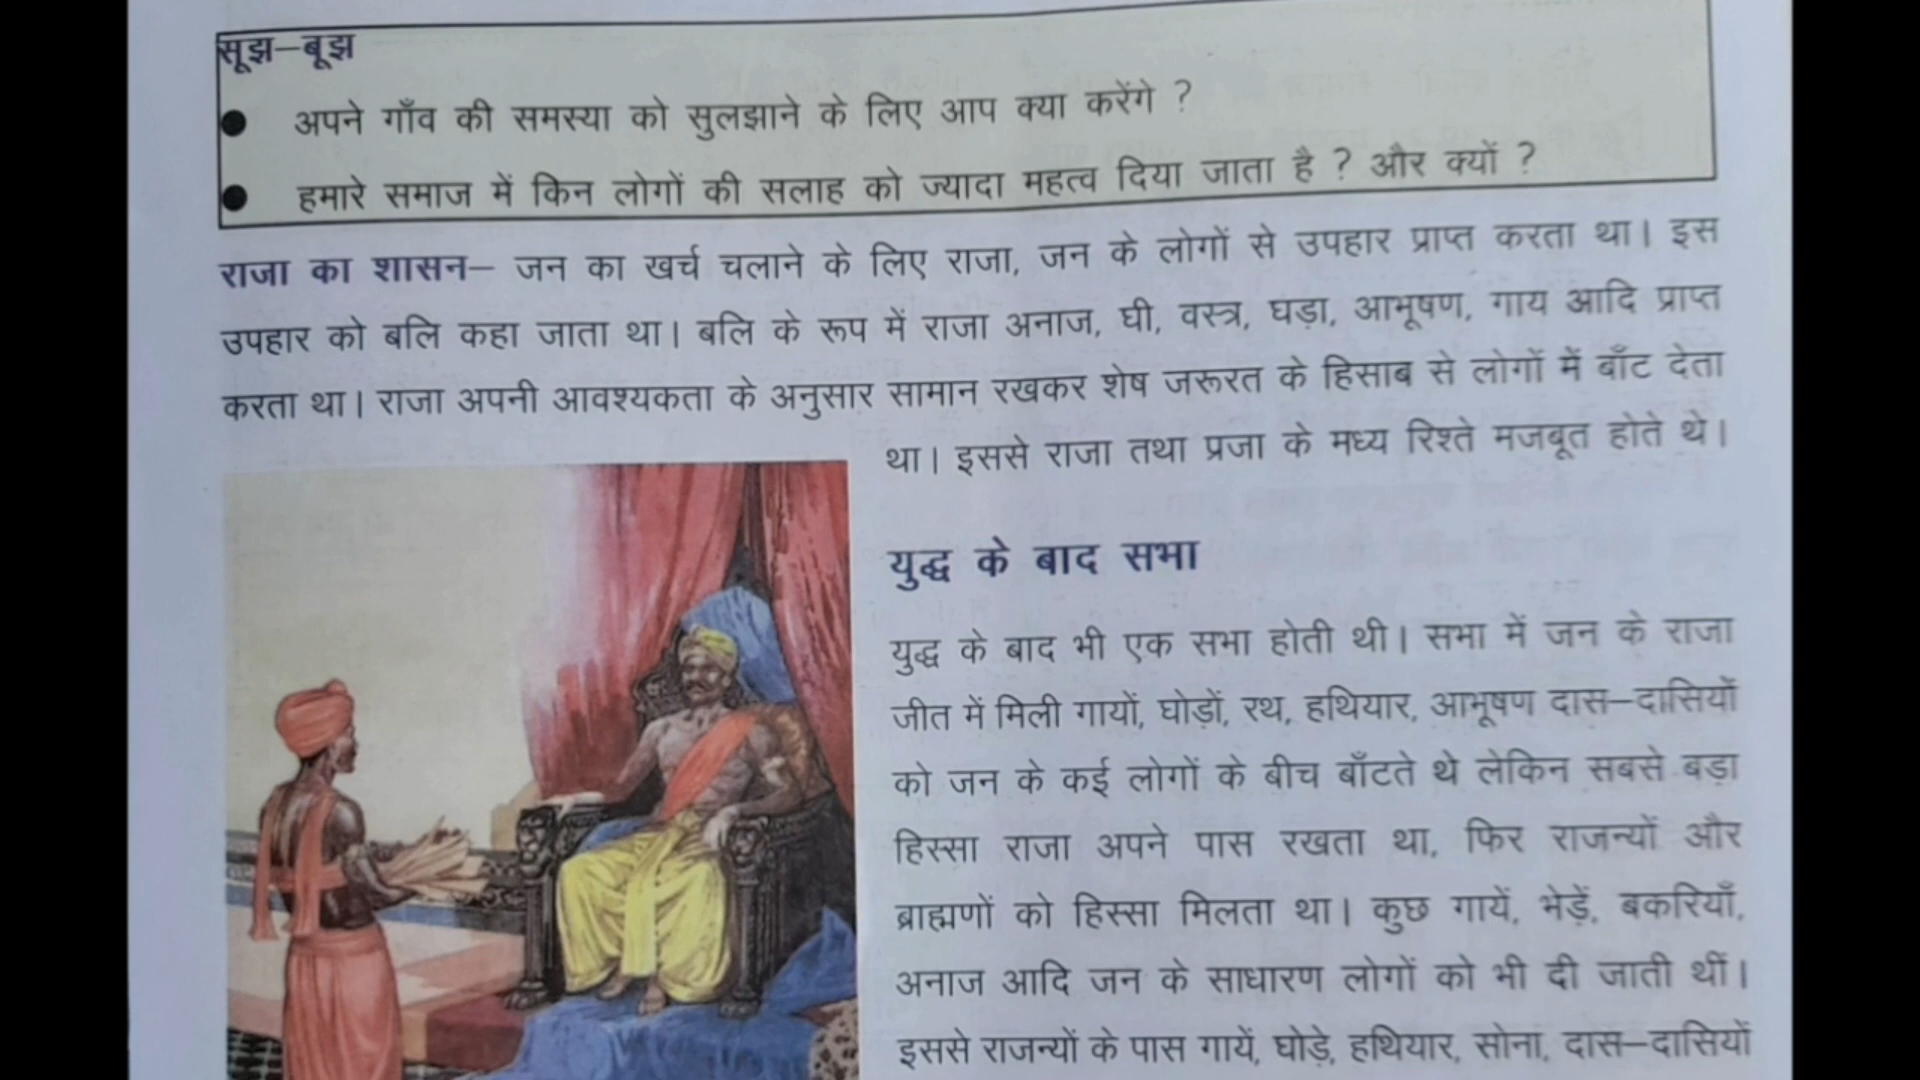 सूझ–बूझ
● अपने गाँव की समस्या को सुलझाने के लिए आप क्या करेंगे ?
● हमारे समाज में किन लोगों की सलाह को ज्यादा महत्व दिया जाता है ? और क्यों ?
राजा का शासन– जन का खर्च चलाने के लिए राजा, जन के लोगों से उपहार प्राप्त करता था। इस
उपहार को बलि कहा जाता था। बलि के रूप में राजा अनाज, घी, वस्त्र, घड़ा, आभूषण, गाय आदि प्राप्त
करता था। राजा अपनी आवश्यकता के अनुसार सामान रखकर शेष जरूरत के हिसाब से लोगों में बाँट देता
था। इससे राजा तथा प्रजा के मध्य रिश्ते मजबूत होते थे।
युद्ध के बाद सभा
युद्ध के बाद भी एक सभा होती थी। सभा में जन के राजा
जीत में मिली गायों, घोड़ों, रथ, हथियार, आभूषण दास–दासियों
को जन के कई लोगों के बीच बाँटते थे लेकिन सबसे बड़ा
हिस्सा राजा अपने पास रखता था, फिर राजन्यों और
ब्राह्मणों को हिस्सा मिलता था। कुछ गायें, भेड़ें, बकरियाँ,
अनाज आदि जन के साधारण लोगों को भी दी जाती थीं।
इससे राजन्यों के पास गायें, घोड़े, हथियार, सोना, दास–दासियों